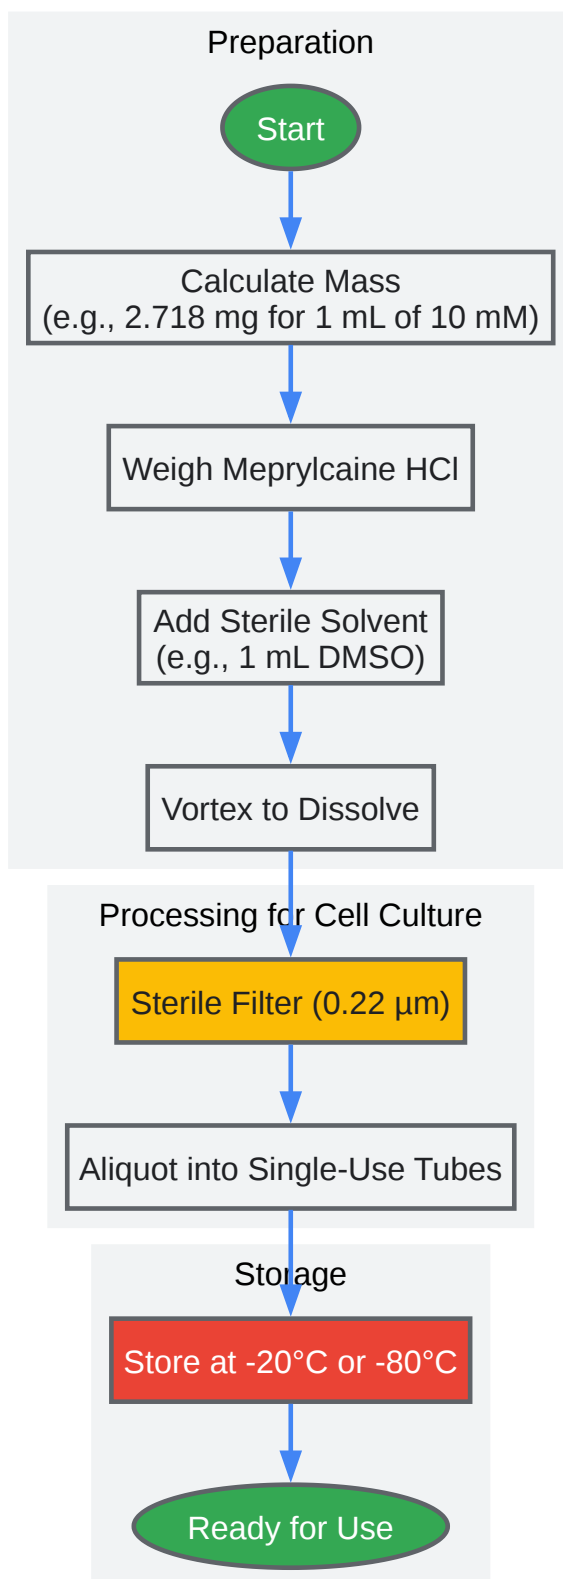 Preparation
Start
Calculate Mass
(e.g., 2.718 mg for 1 mL of 10 mM)
Weigh Meprylcaine HCl
Add Sterile Solvent
(e.g., 1 mL DMSO)
Vortex to Dissolve
Processing for Cell Culture
Sterile Filter (0.22 µm)
Aliquot into Single-Use Tubes
Storage
Store at -20°C or -80°C
Ready for Use